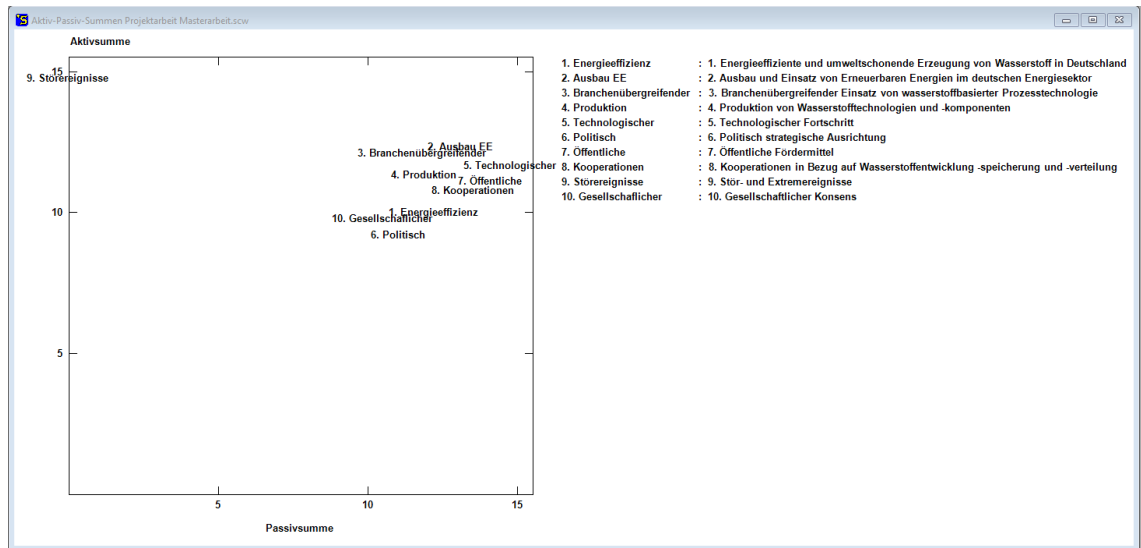 Aktiv-Passiv-Summen Projektarbeit Masterarbeit.scw
Aktivsumme
15
9. Störereignisse
2. Ausbau EE
3. Branchenübergreifender
5. Technologischer
4. Produktion
7. Öffentliche
8. Kooperationen
10
1. Energieeffizienz
10. Gesellschaflicher
6. Politisch
5
5 10 15
Passivsumme
1. Energieeffizienz : 1. Energieeffiziente und umweltschonende Erzeugung von Wasserstoff in Deutschland
2. Ausbau EE : 2. Ausbau und Einsatz von Erneuerbaren Energien im deutschen Energiesektor
3. Branchenübergreifender : 3. Branchenübergreifender Einsatz von wasserstoffbasierter Prozesstechnologie
4. Produktion : 4. Produktion von Wasserstofftechnologien und -komponenten
5. Technologischer : 5. Technologischer Fortschritt
6. Politisch : 6. Politisch strategische Ausrichtung
7. Öffentliche : 7. Öffentliche Fördermittel
8. Kooperationen : 8. Kooperationen in Bezug auf Wasserstoffentwicklung -speicherung und -verteilung
9. Störereignisse : 9. Stör- und Extremereignisse
10. Gesellschaflicher : 10. Gesellschaftlicher Konsens